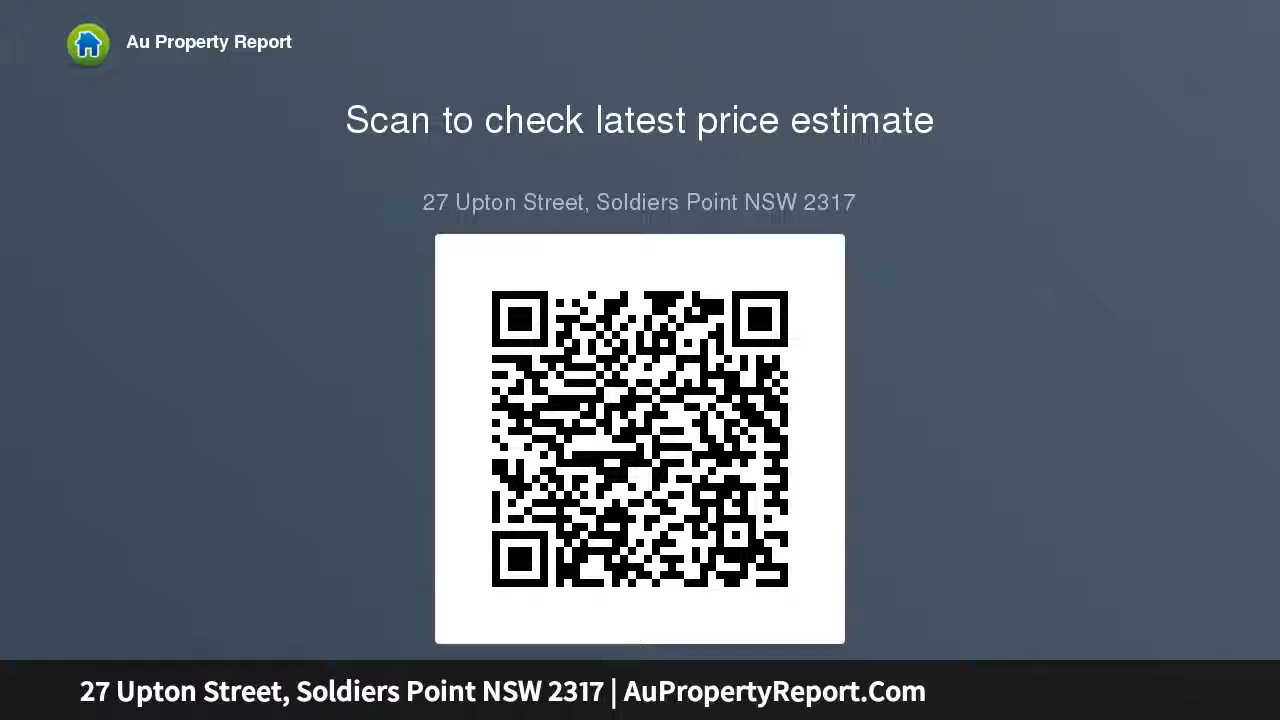 Au Property Report
Scan to check latest price estimate
27 Upton Street, Soldiers Point NSW 2317
27 Upton Street, Soldiers Point NSW 2317 | AuPropertyReport.Com